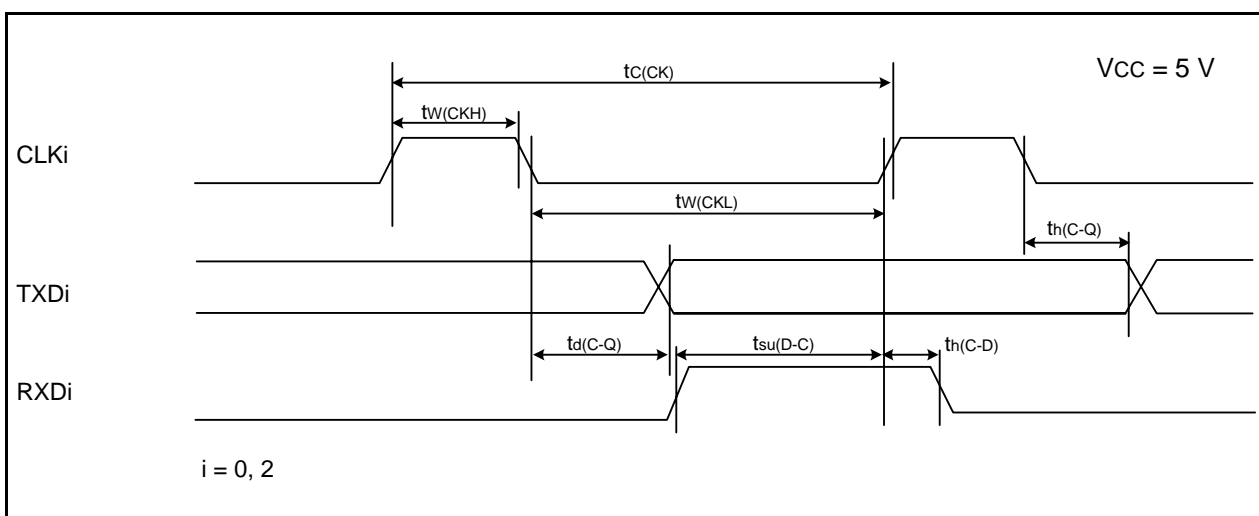 tC(CK)
VCC = 5 V
tW(CKH)
CLKi
tW(CKL)
th(C-Q)
TXDi
td(C-Q)
tsu(D-C)
th(C-D)
RXDi
i = 0, 2